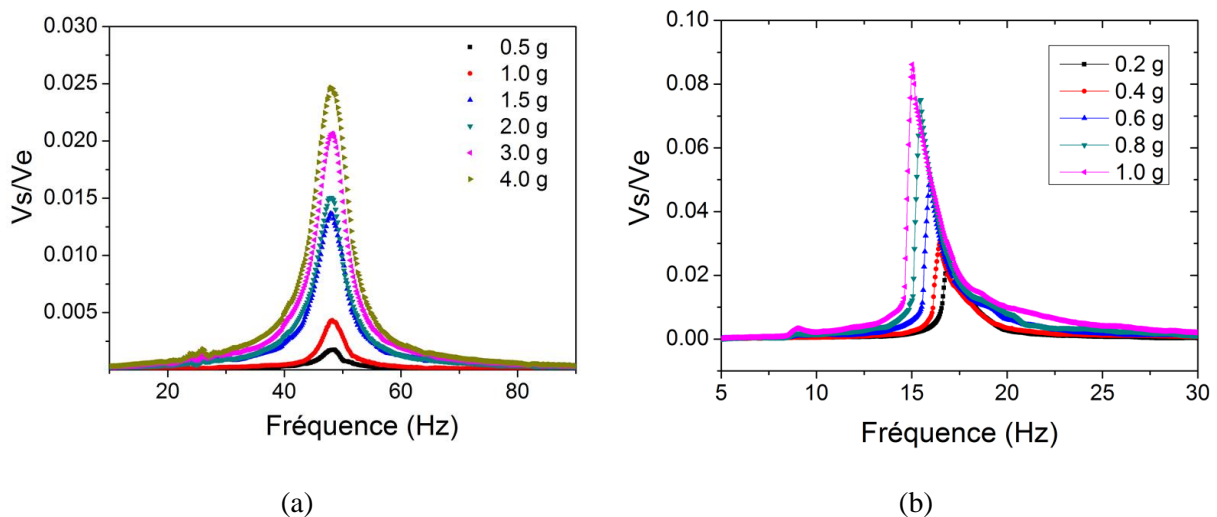 0.030
0.025
0.020
0.015
0.010
0.005
Vs/Ve
20 40 60 80
Fréquence (Hz)
0.5 g
1.0 g
1.5 g
2.0 g
3.0 g
4.0 g
(a)
0.10
0.08
0.06
0.04
0.02
0.00
Vs/Ve
5 10 15 20 25 30
Fréquence (Hz)
0.2 g
0.4 g
0.6 g
0.8 g
1.0 g
(b)